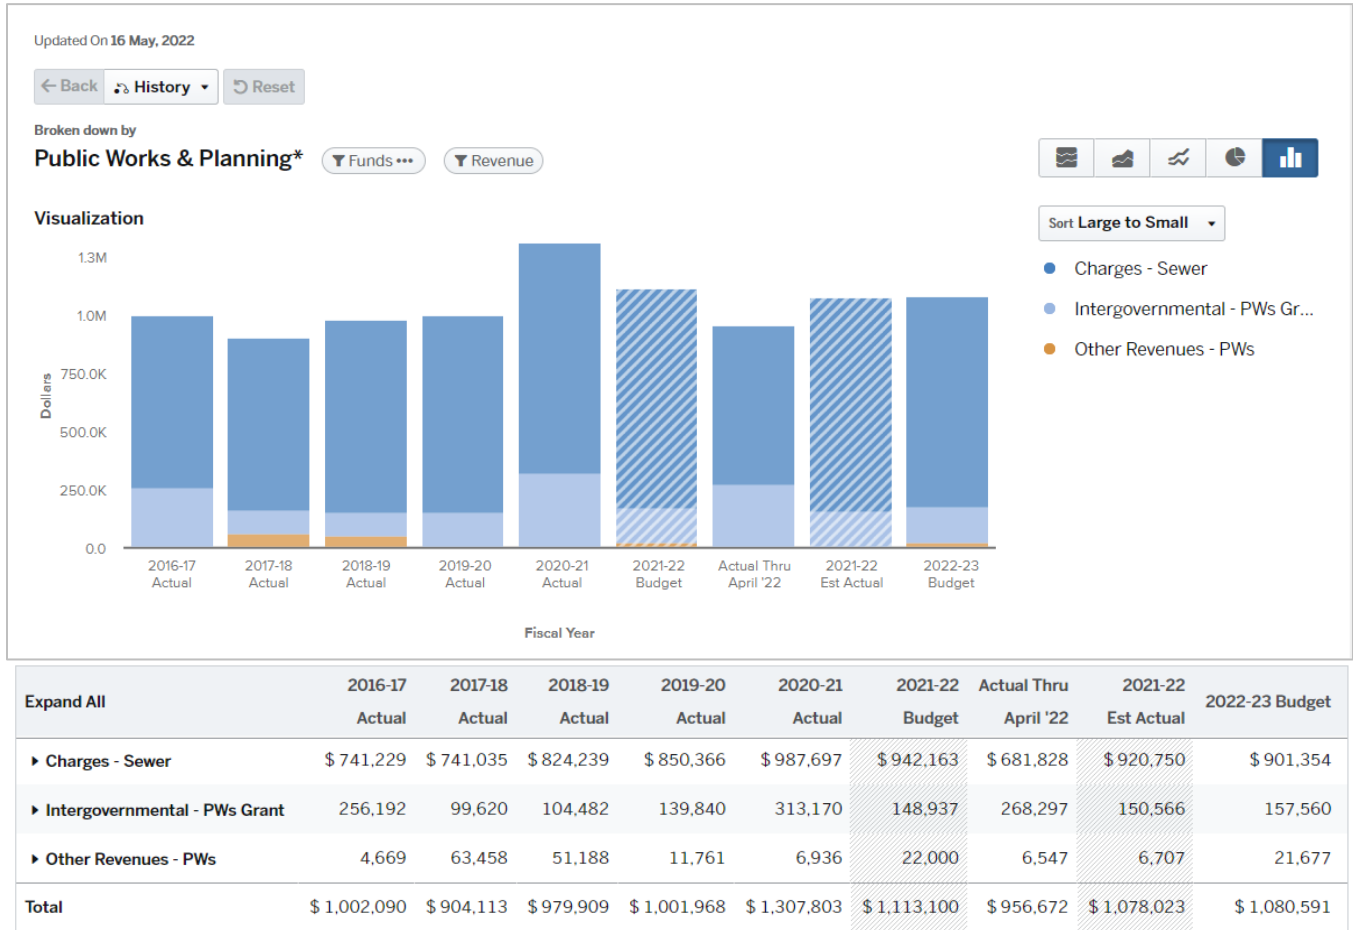 Updated On 16 May, 2022
Back History Reset
Broken down by
Public Works & Planning* Funds ••• Revenue
Visualization
Sort Large to Small
Charges - Sewer
Intergovernmental - PWs Gr...
Other Revenues - PWs
1.3M
1.0M
750.0K
500.0K
250.0K
0.0
Dollars
2016-17 2017-18 2018-19 2019-20 2020-21 2021-22 Actual Thru 2021-22 2022-23
Actual Actual Actual Actual Actual Budget April '22 Est Actual Budget
Fiscal Year
Expand All 2016-17 2017-18 2018-19 2019-20 2020-21 2021-22 Actual Thru 2021-22 2022-23 Budget
Actual Actual Actual Actual Actual Budget April '22 Est Actual
Charges - Sewer $ 741,229 $ 741,035 $ 824,239 $ 850,366 $ 987,697 $ 942,163 $ 681,828 $ 920,750 $ 901,354
Intergovernmental - PWs Grant 256,192 99,620 104,482 139,840 313,170 148,937 268,297 150,566 157,560
Other Revenues - PWs 4,669 63,458 51,188 11,761 6,936 22,000 6,547 6,707 21,677
Total $ 1,002,090 $ 904,113 $ 979,909 $ 1,001,968 $ 1,307,803 $ 1,113,100 $ 956,672 $ 1,078,023 $ 1,080,591